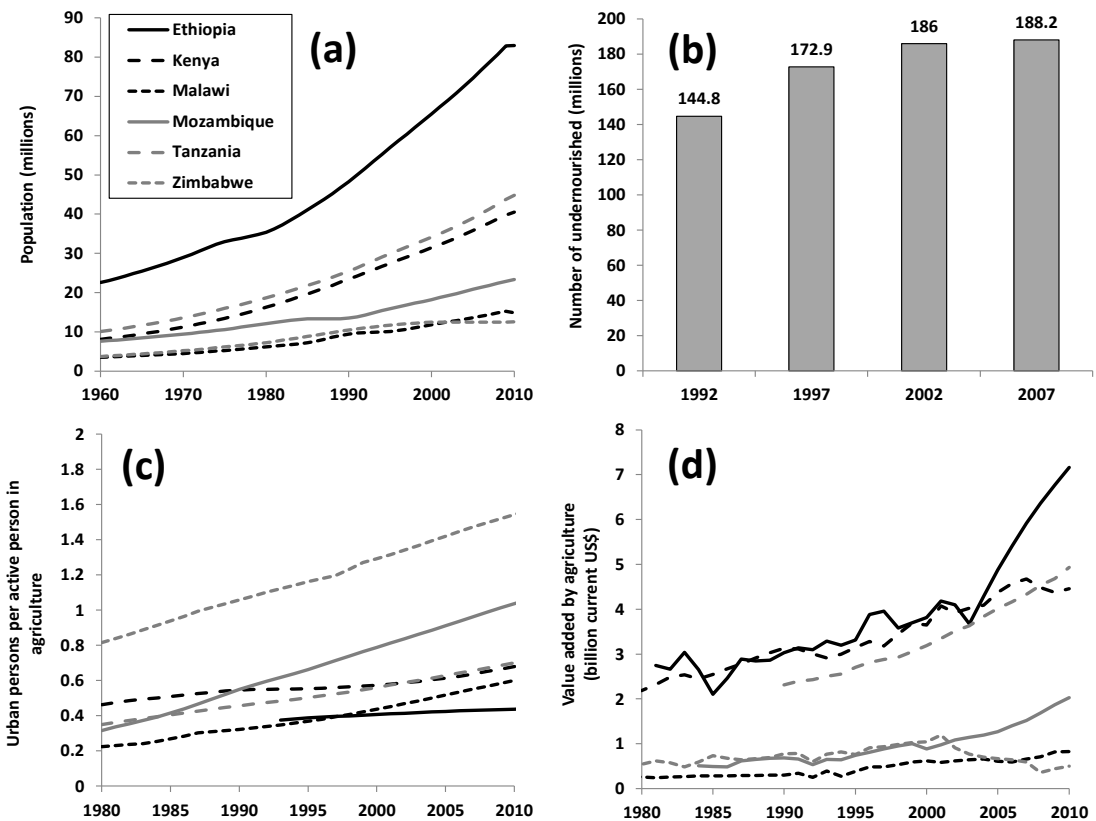 (a)
Population (millions)
90
80
70
60
50
40
30
20
10
0
Ethiopia
Kenya
Malawi
Mozambique
Tanzania
Zimbabwe
1960 1970 1980 1990 2000 2010
(b)
Number of undernourished (millions)
200
180
160
140
120
100
80
60
40
20
0
144.8
172.9
186
188.2
1992 1997 2002 2007
(c)
Urban persons per active person in
agriculture
2
1.8
1.6
1.4
1.2
1
0.8
0.6
0.4
0.2
0
1980 1985 1990 1995 2000 2005 2010
(d)
Value added by agriculture
(billion current US$)
8
7
6
5
4
3
2
1
0
1980 1985 1990 1995 2000 2005 2010